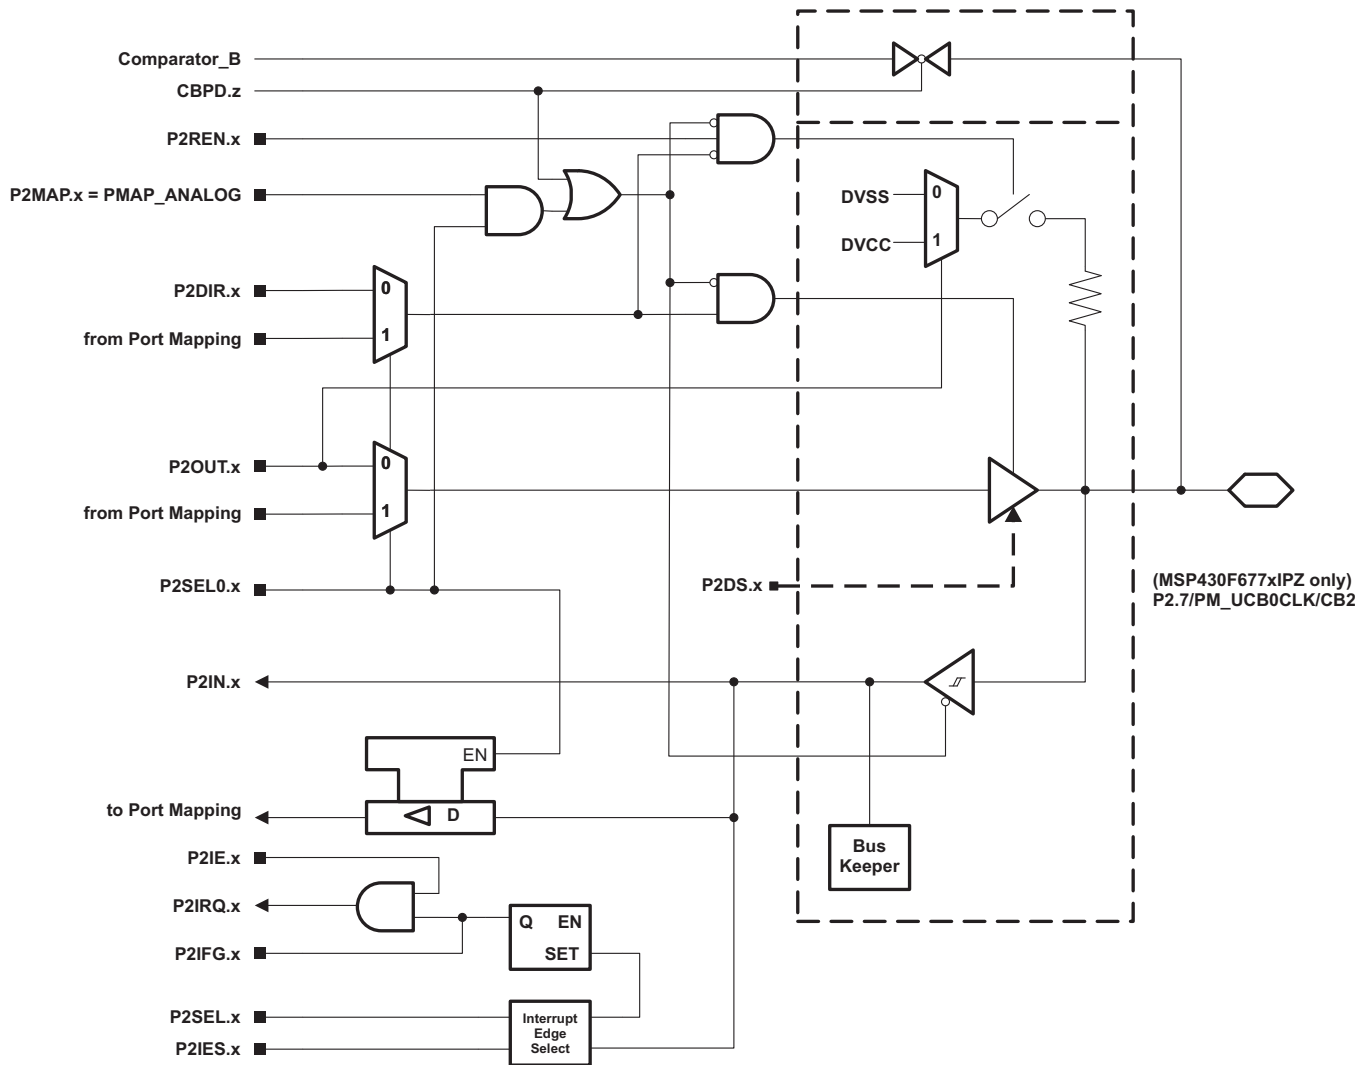 Comparator_B
CBPD.z
P2REN.x
P2MAP.x = PMAP_ANALOG
DVSS
0
DVCC
1
P2DIR.x
0
from Port Mapping
1
P2OUT.x
0
from Port Mapping
1
P2SEL0.x
P2DS.x
(MSP430F677xIPZ only)
P2.7/PM_UCB0CLK/CB2
P2IN.x
EN
to Port Mapping
D
Bus
Keeper
P2IE.x
P2IRQ.x
Q EN
SET
P2IFG.x
P2SEL.x
P2IES.x
Interrupt
Edge
Select